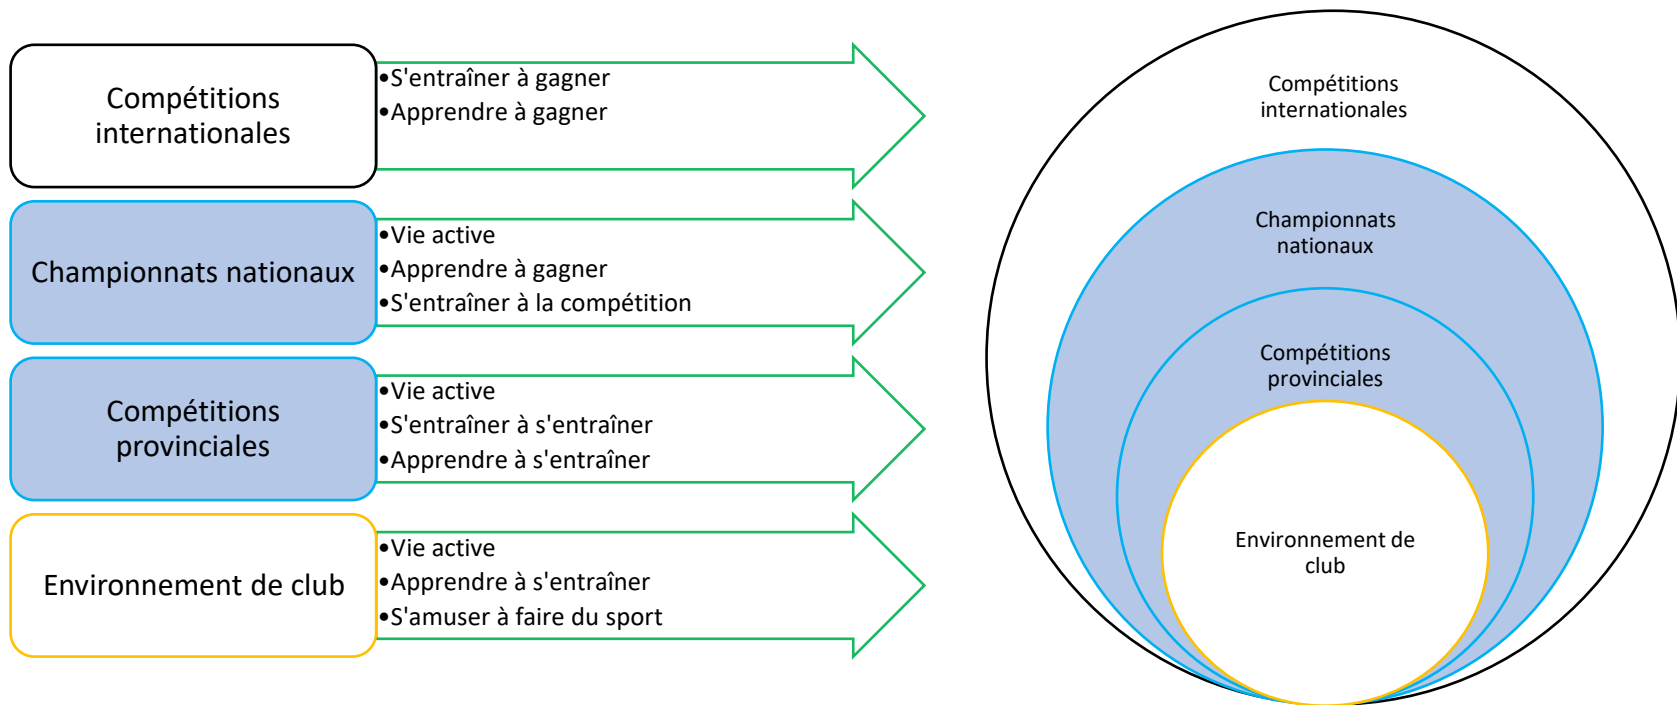 Compétitions
internationales
•S'entraîner à gagner
•Apprendre à gagner
Championnats nationaux
•Vie active
•Apprendre à gagner
•S'entraîner à la compétition
Compétitions
provinciales
•Vie active
•S'entraîner à s'entraîner
•Apprendre à s'entraîner
Environnement de club
•Vie active
•Apprendre à s'entraîner
•S'amuser à faire du sport
Compétitions
internationales
Championnats
nationaux
Compétitions
provinciales
Environnement de
club